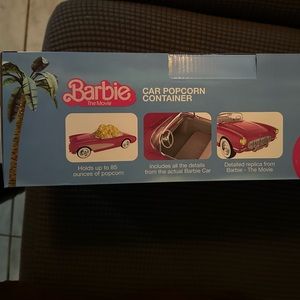 Barbie
The Movie
CAR POPCORN
CONTAINER
Holds up to 85
ounces of popcorn
Includes all the details
from the actual Barbie Car
Detailed replica from
Barbie - The Movie